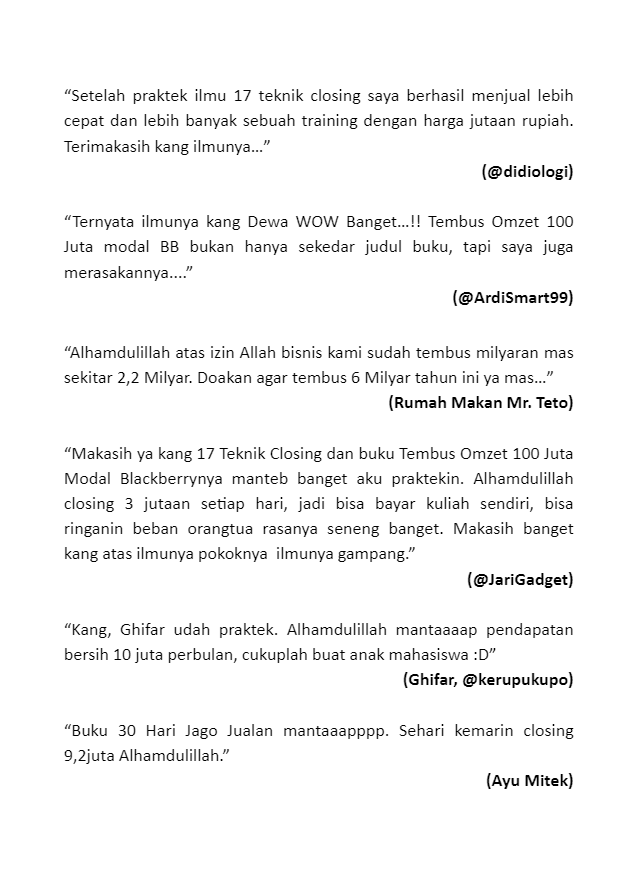 “Setelah praktek ilmu 17 teknik closing saya berhasil menjual lebih
cepat dan lebih banyak sebuah training dengan harga jutaan rupiah.
Terimakasih kang ilmunya…”
(@didiologi)
“Ternyata ilmunya kang Dewa WOW Banget…!! Tembus Omzet 100
Juta modal BB bukan hanya sekedar judul buku, tapi saya juga
merasakannya....”
(@ArdiSmart99)
“Alhamdulillah atas izin Allah bisnis kami sudah tembus milyaran mas
sekitar 2,2 Milyar. Doakan agar tembus 6 Milyar tahun ini ya mas…”
(Rumah Makan Mr. Teto)
“Makasih ya kang 17 Teknik Closing dan buku Tembus Omzet 100 Juta
Modal Blackberrynya manteb banget aku praktekin. Alhamdulillah
closing 3 jutaan setiap hari, jadi bisa bayar kuliah sendiri, bisa
ringanin beban orangtua rasanya seneng banget. Makasih banget
kang atas ilmunya pokoknya  ilmunya gampang.”
(@JariGadget)
“Kang, Ghifar udah praktek. Alhamdulillah mantaaaap pendapatan
bersih 10 juta perbulan, cukuplah buat anak mahasiswa :D”
(Ghifar, @kerupukupo)
“Buku 30 Hari Jago Jualan mantaaapppp. Sehari kemarin closing
9,2juta Alhamdulillah.”
(Ayu Mitek)